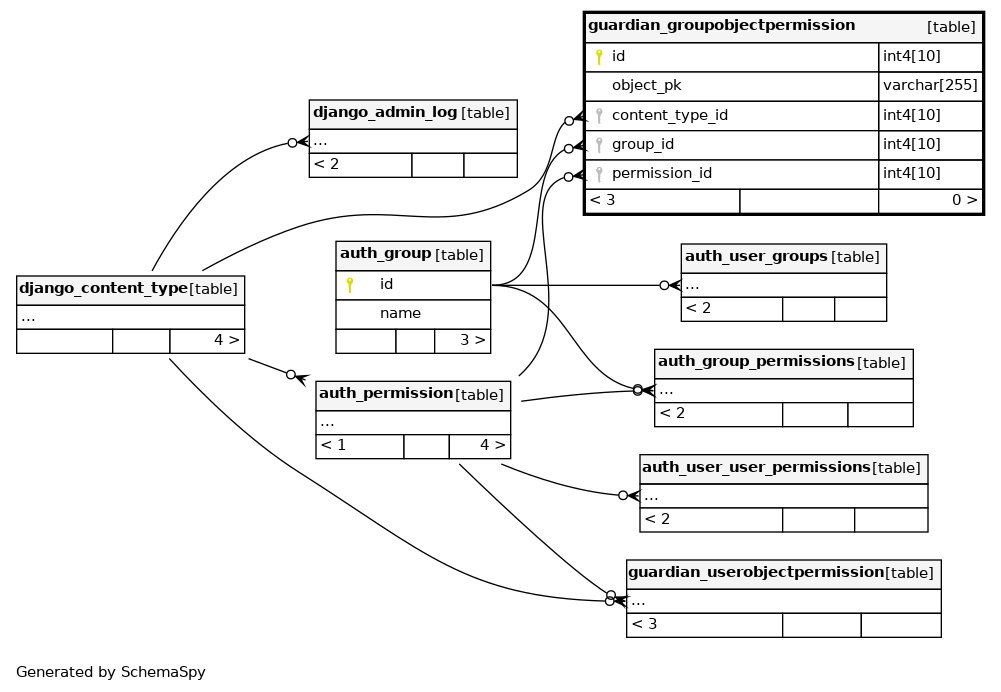 guardian_groupobjectpermission [table]
id int4[10]
object_pk varchar[255]
content_type_id int4[10]
group_id int4[10]
permission_id int4[10]
< 3 0 >
django_admin_log [table]
...
< 2
auth_group [table]
id
name
3 >
auth_user_groups [table]
...
< 2
django_content_type [table]
...
4 >
auth_group_permissions [table]
...
< 2
auth_permission [table]
...
< 1 4 >
auth_user_user_permissions [table]
...
< 2
guardian_userobjectpermission [table]
...
< 3
Generated by SchemaSpy